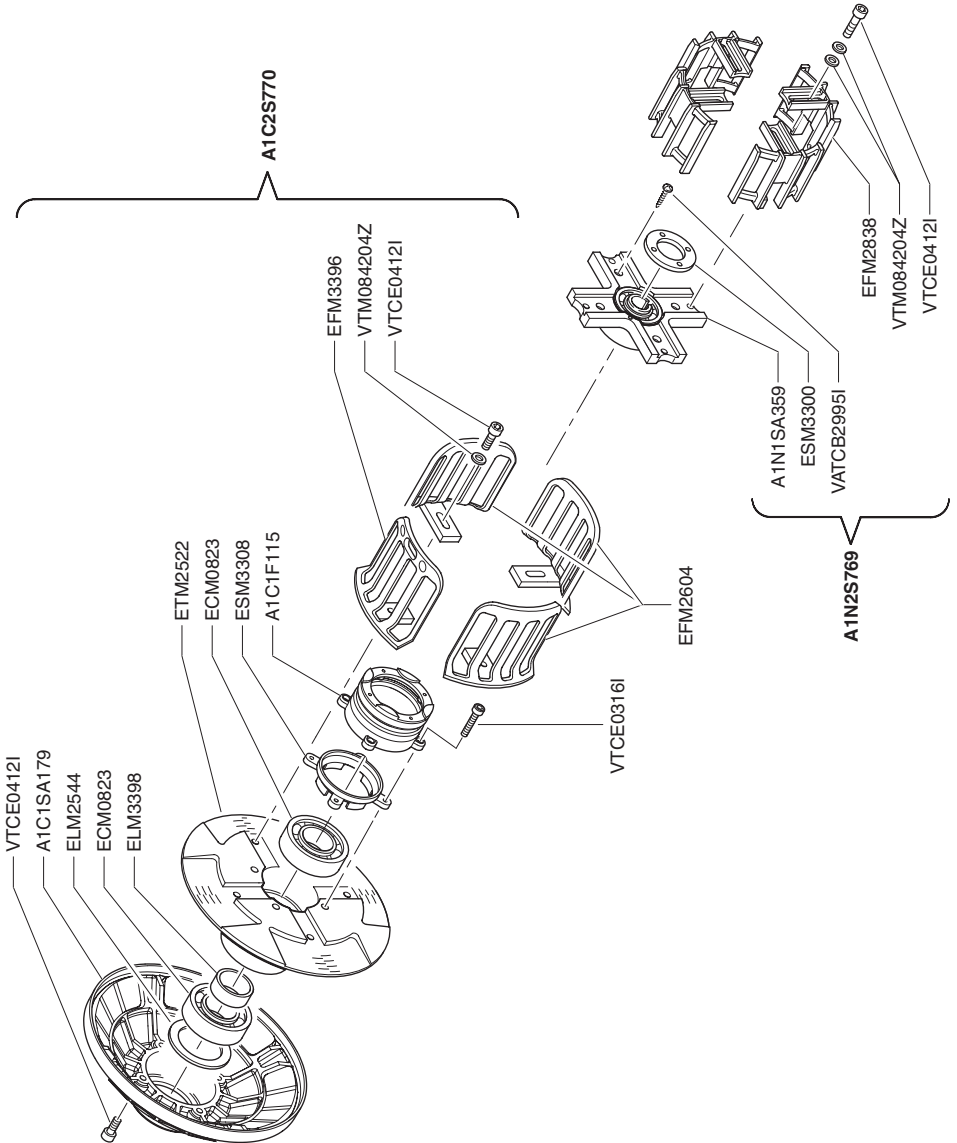 VTCE0412I
A1C1SA179
ELM2544
ECM0823
ELM3398
ETM2522
ECM0823
ESM3308
A1C1F115
EFM3396
VTM084204Z
VTCE0412I
A1C2S770
VTCE0316I
EFM2604
A1N1SA359
ESM3300
VATCB2995I
A1N2S769
EFM2838
VTM084204Z
VTCE0412I